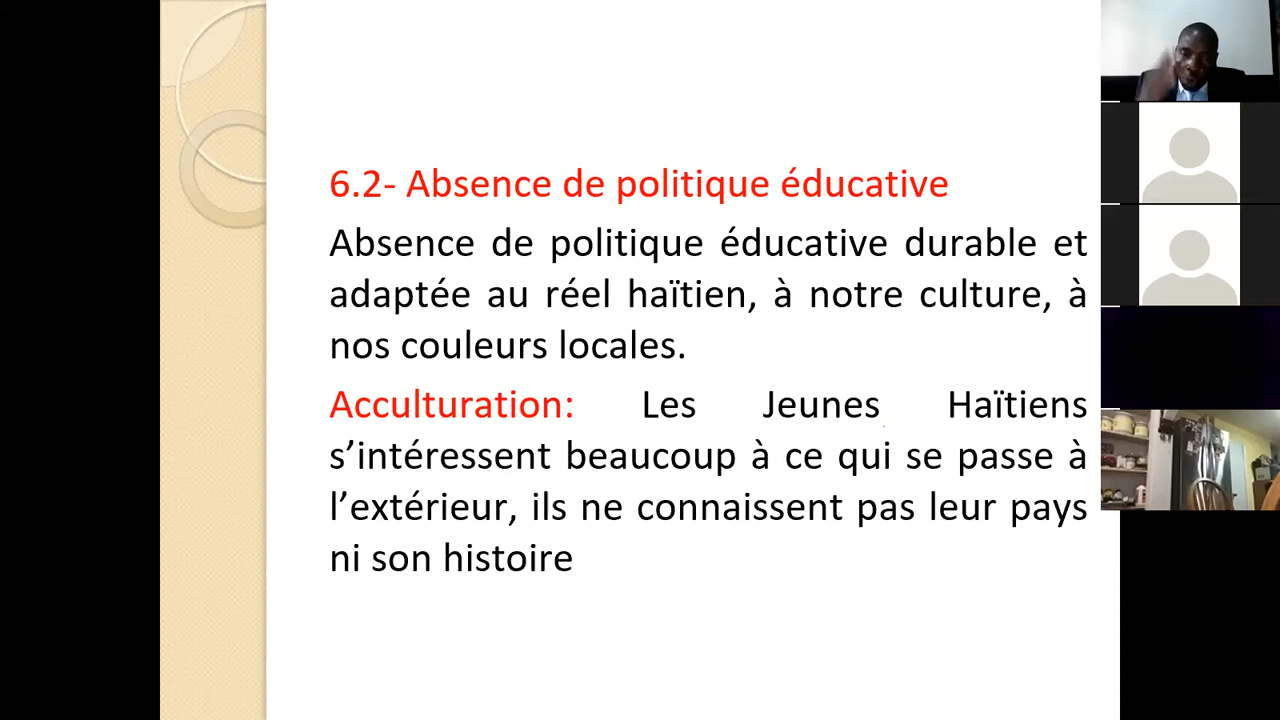 6.2- Absence de politique éducative
Absence de politique éducative durable et
adaptée au réel haïtien, à notre culture, à
nos couleurs locales.
Acculturation: Les Jeunes Haïtiens
s’intéressent beaucoup à ce qui se passe à
l’extérieur, ils ne connaissent pas leur pays
ni son histoire